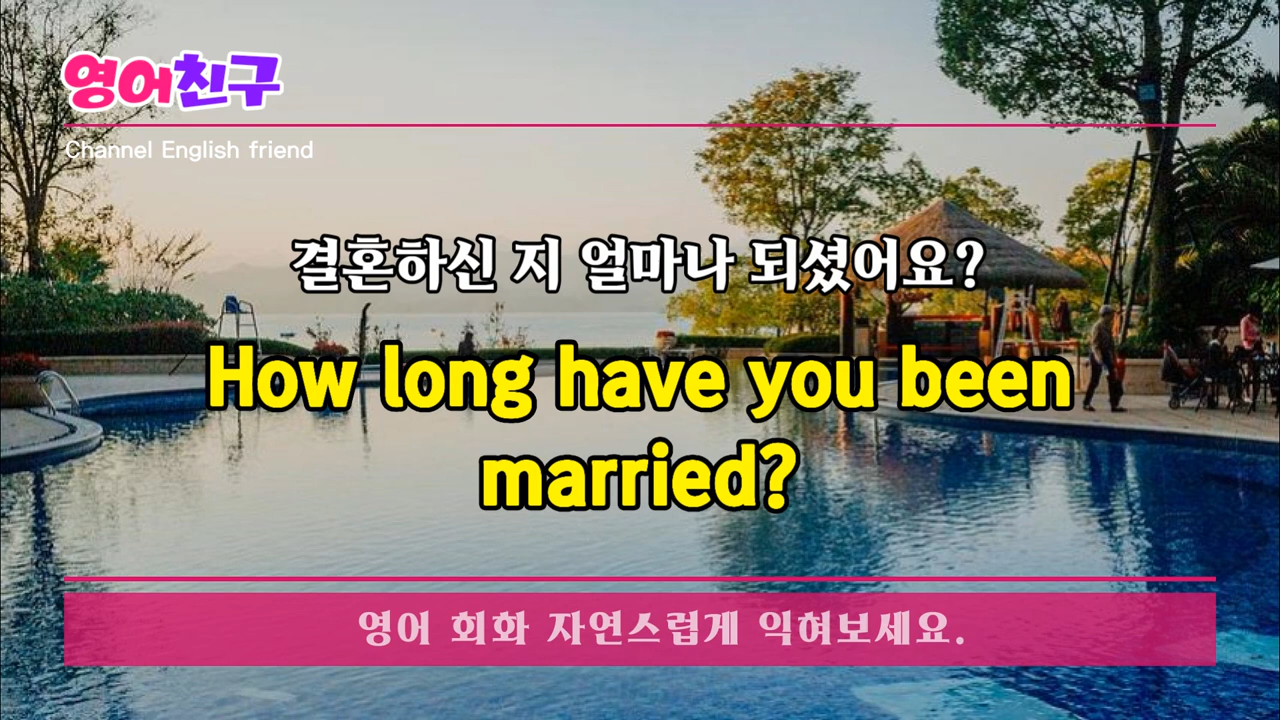 영어친구
Channel English friend
결혼하신 지 얼마나 되셨어요?
How long have you been
married?
영어 회화 자연스럽게 익혀보세요.